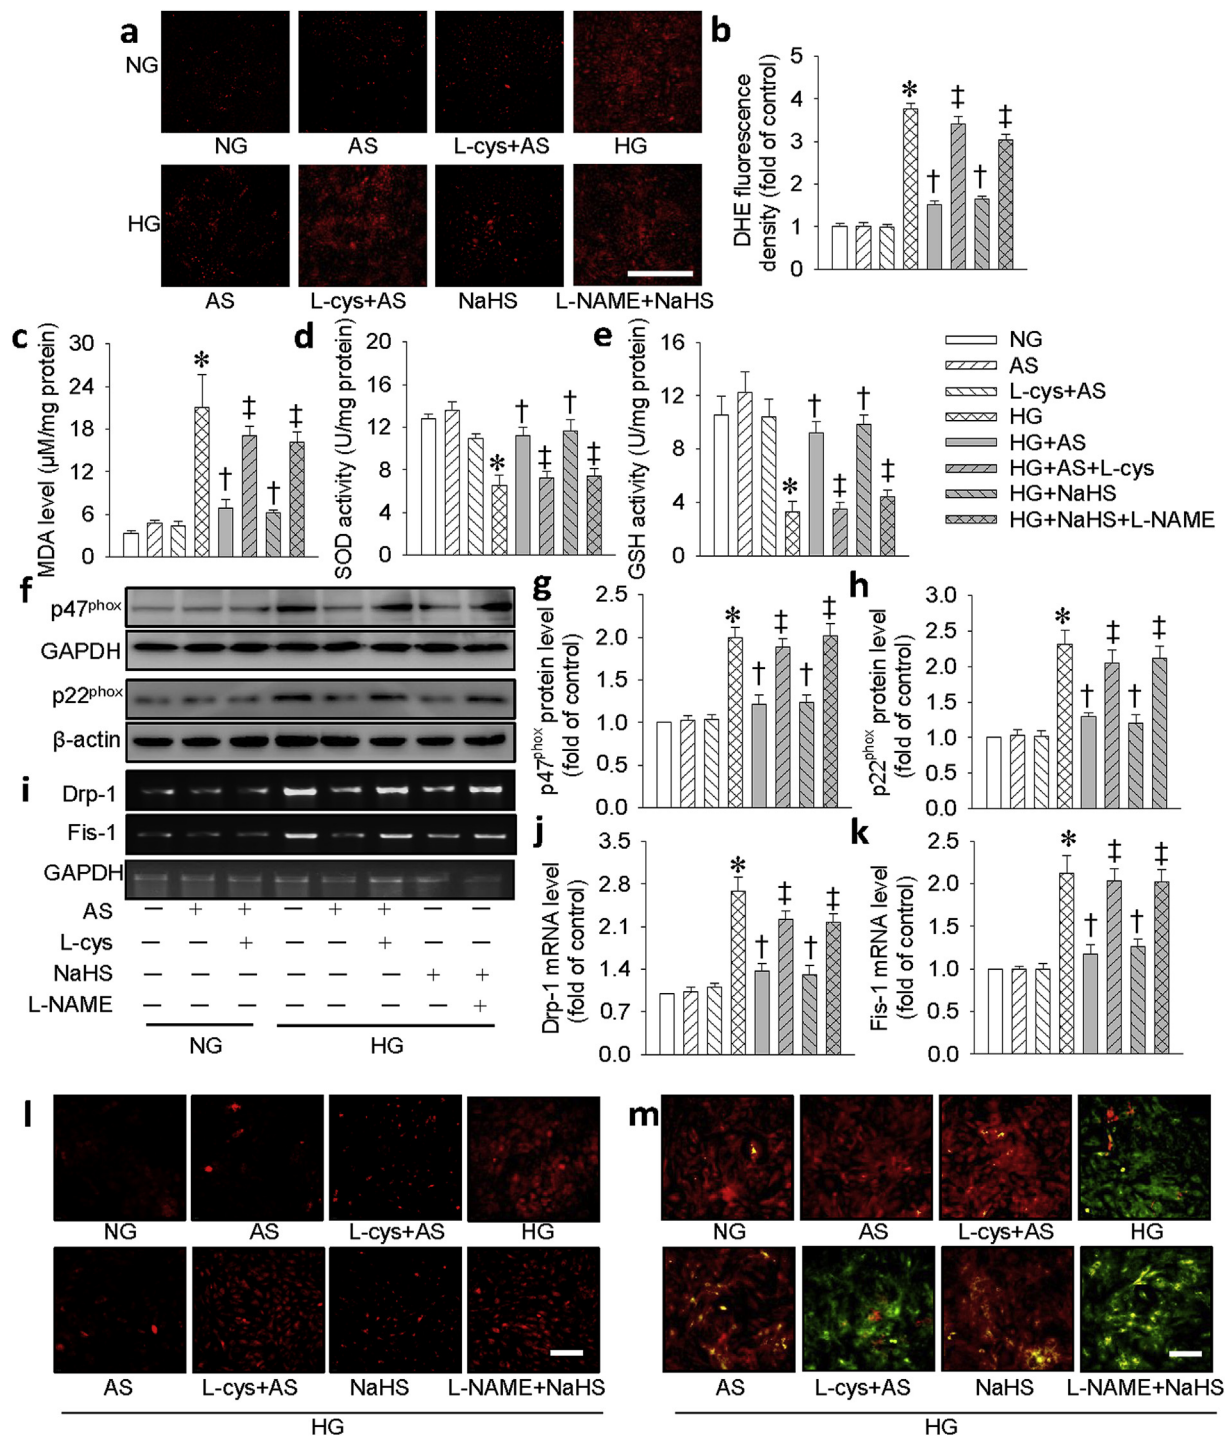 a
NG
NG AS L-cys+AS HG
HG
AS L-cys+AS NaHS L-NAME+NaHS
b
DHE fluorescence
density (fold of control)
5
4
3
2
1
0
* † ‡ † ‡
c
MDA level (μM/mg protein)
30
24
18
12
6
0
* † ‡ † ‡
d
SOD activity (U/mg protein)
20
16
12
8
4
0
* † ‡ † ‡
e
GSH activity (U/mg protein)
16
12
8
4
0
* † ‡ † ‡
NG
AS
L-cys+AS
HG
HG+AS
HG+AS+L-cys
HG+NaHS
HG+NaHS+L-NAME
f
p47phox
GAPDH
p22phox
β-actin
g
p47phox protein level
(fold of control)
2.5
2.0
1.5
1.0
0.5
0.0
* † ‡ † ‡
h
p22phox protein level
(fold of control)
3.0
2.5
2.0
1.5
1.0
0.5
0.0
* † ‡ † ‡
i
Drp-1
Fis-1
GAPDH
AS − + + − + + − −
L-cys − − + − − + − −
NaHS − − − − − − + +
L-NAME − − − − − − − +
NG HG
j
Drp-1 mRNA level
(fold of control)
3.5
2.8
2.1
1.4
0.7
0.0
* † ‡ † ‡
k
Fis-1 mRNA level
(fold of control)
2.5
2.0
1.5
1.0
0.5
0.0
* † ‡ † ‡
l
NG AS L-cys+AS HG
AS L-cys+AS NaHS L-NAME+NaHS
HG
m
NG AS L-cys+AS HG
AS L-cys+AS NaHS L-NAME+NaHS
HG